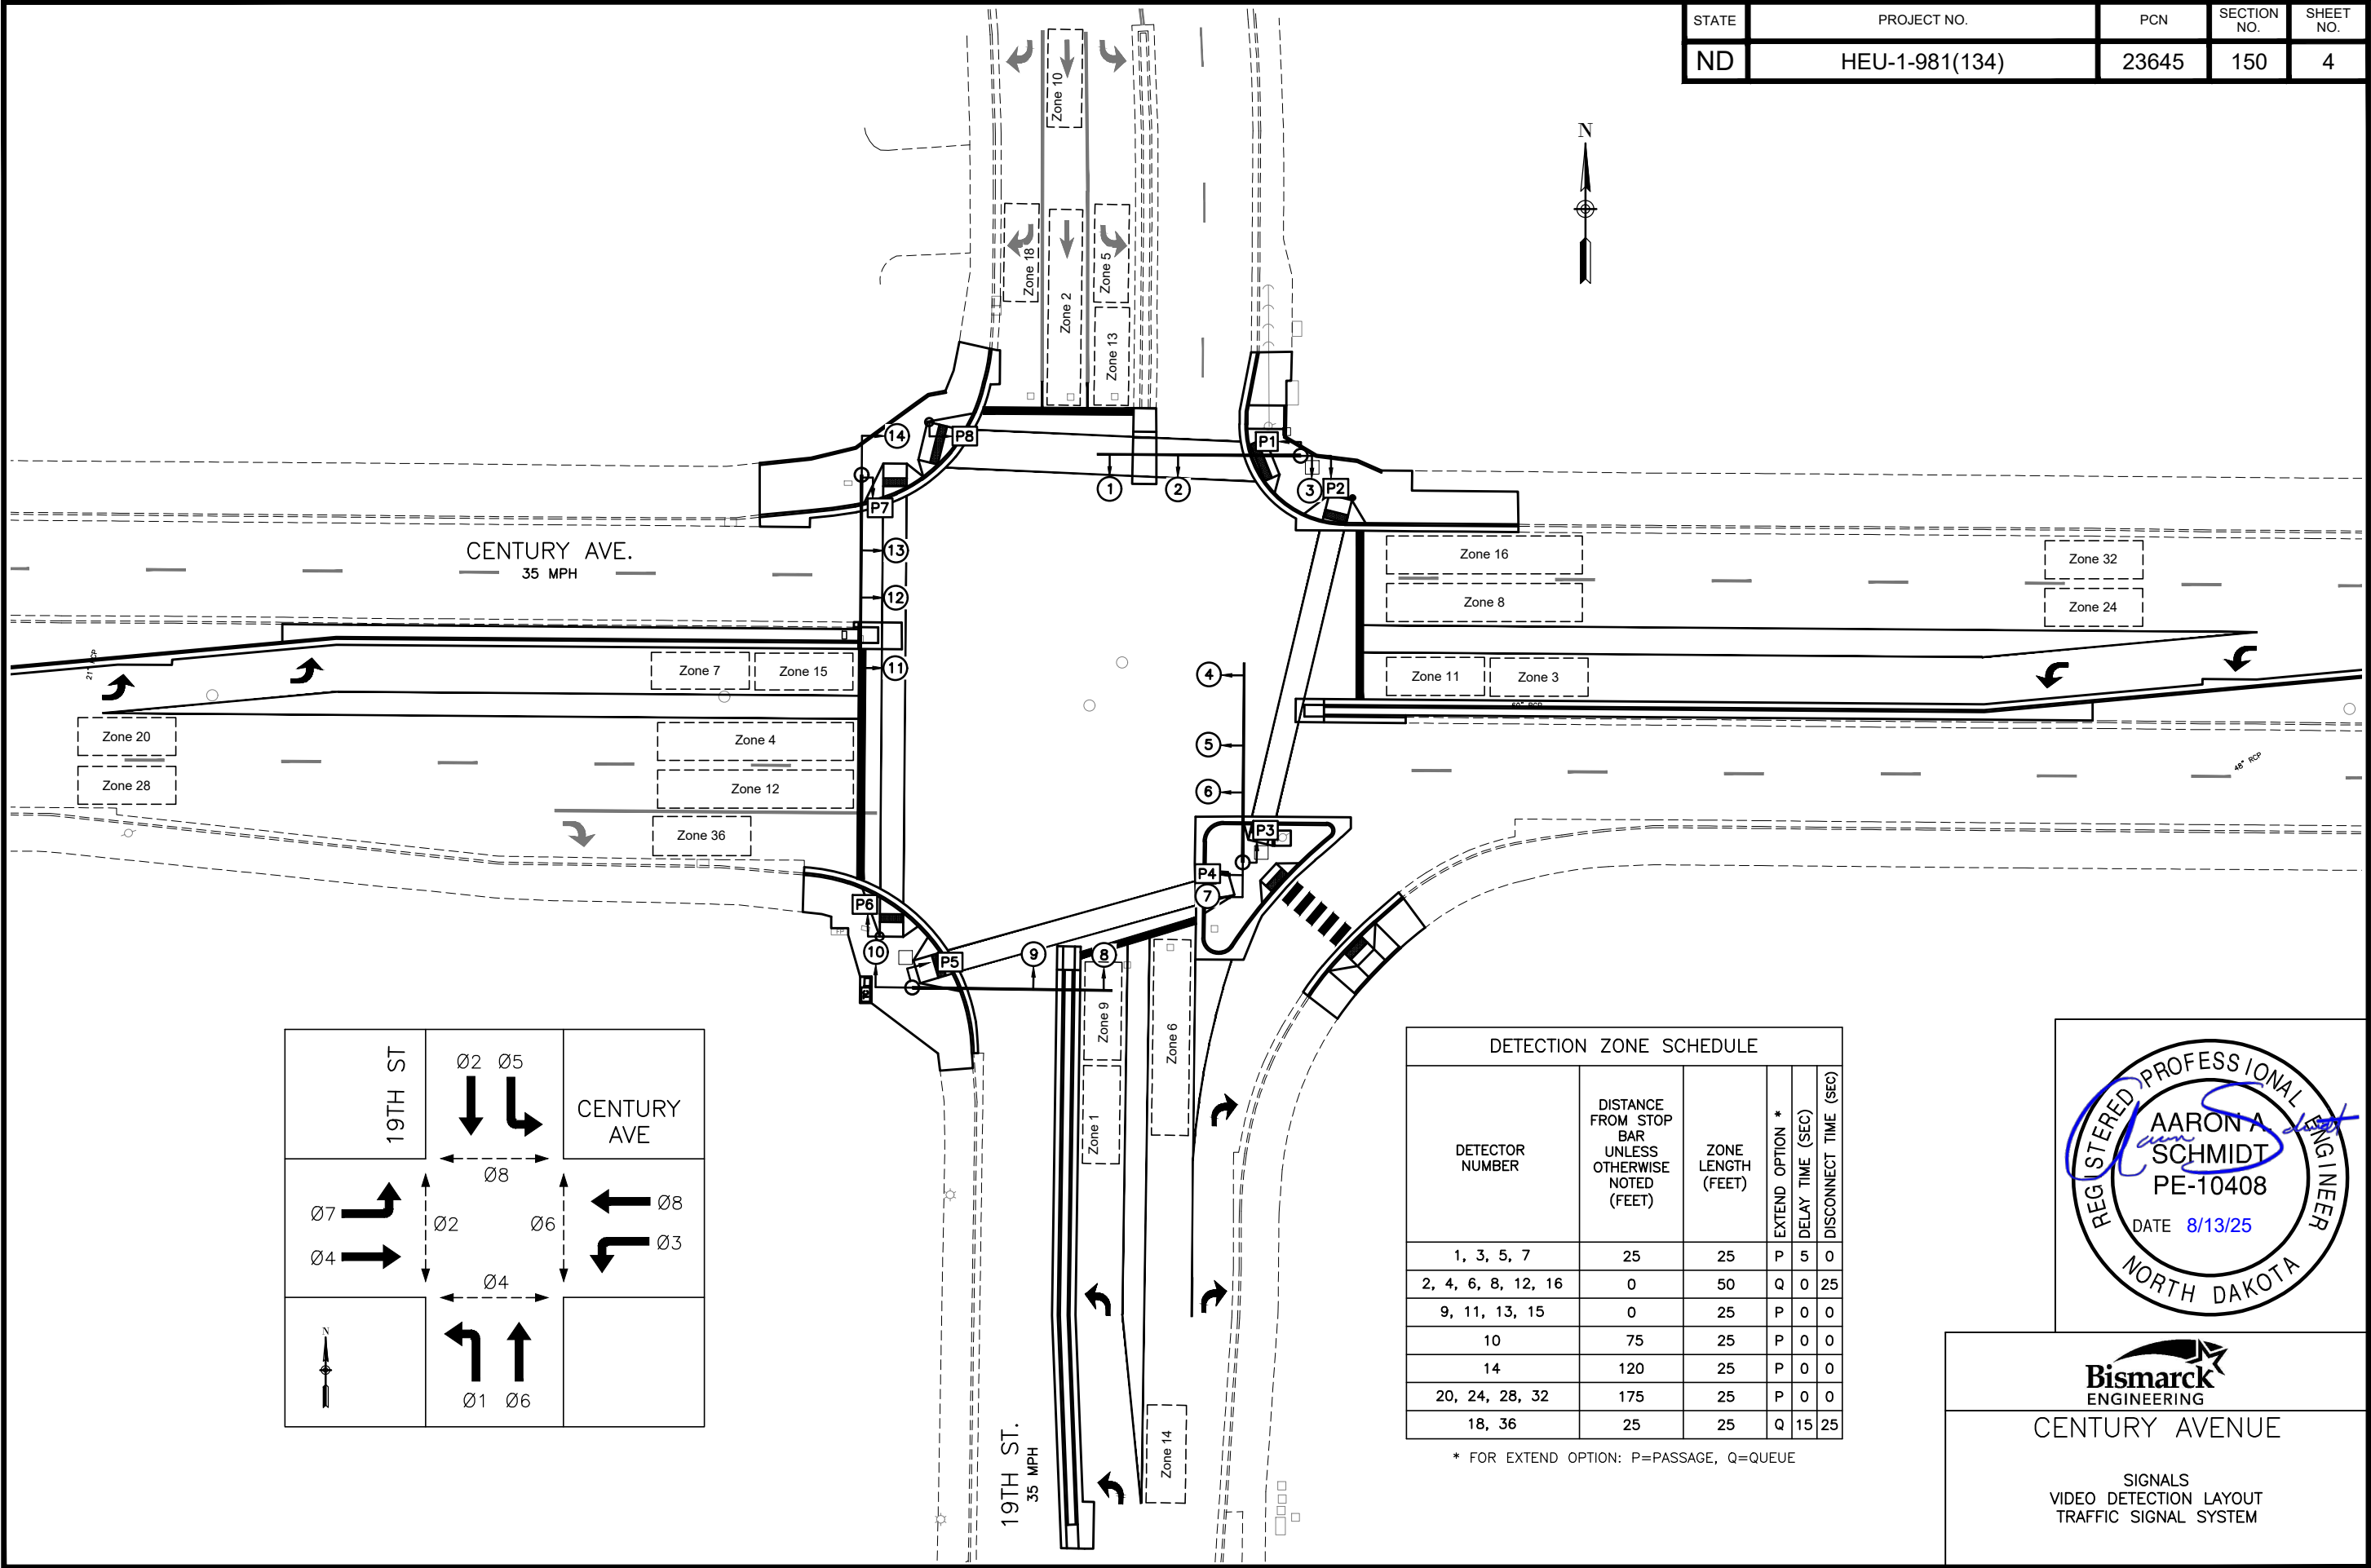 STATE PROJECT NO. PCN SECTION NO. SHEET NO.
ND HEU-1-981(134) 23645 150 4
N
Zone 10
Zone 18
Zone 2
Zone 5
Zone 13
14
P8
P1
1
2
3
P2
P7
CENTURY AVE.
35 MPH
13
12
11
Zone 16
Zone 8
Zone 32
Zone 24
Zone 7
Zone 15
Zone 11
Zone 3
Zone 20
Zone 28
Zone 4
Zone 12
Zone 36
4
5
6
48" RCP
P3
P4
7
P6
10
P5
9
8
Zone 9
Zone 1
Zone 6
Zone 14
19TH ST.
35 MPH
19TH ST
Ø2 Ø5
CENTURY
AVE
Ø8
Ø7
Ø2
Ø6
Ø8
Ø4
Ø3
Ø4
N
Ø1 Ø6
DETECTION ZONE SCHEDULE
DETECTOR NUMBER
DISTANCE FROM STOP BAR UNLESS OTHERWISE NOTED (FEET)
ZONE LENGTH (FEET)
EXTEND OPTION *
DELAY TIME (SEC)
DISCONNECT TIME (SEC)
1, 3, 5, 7 25 25 P 5 0
2, 4, 6, 8, 12, 16 0 50 Q 0 25
9, 11, 13, 15 0 25 P 0 0
10 75 25 P 0 0
14 120 25 P 0 0
20, 24, 28, 32 175 25 P 0 0
18, 36 25 25 Q 15 25
* FOR EXTEND OPTION: P=PASSAGE, Q=QUEUE
REGISTERED PROFESSIONAL ENGINEER
AARON A.
SCHMIDT
PE-10408
DATE 8/13/25
NORTH DAKOTA
Bismarck
ENGINEERING
CENTURY AVENUE
SIGNALS
VIDEO DETECTION LAYOUT
TRAFFIC SIGNAL SYSTEM